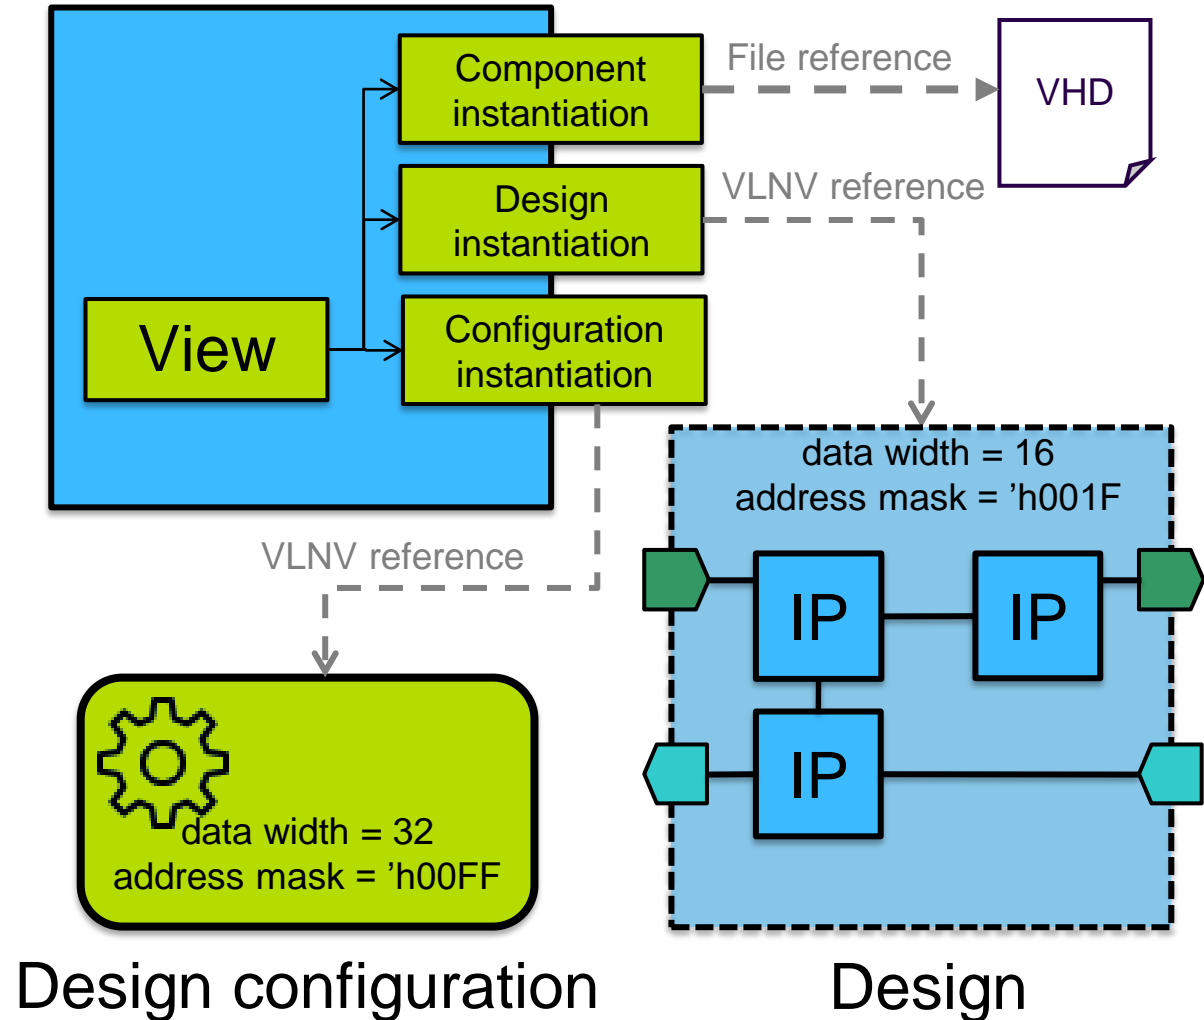 Component
instantiation
File reference
VHD
Design
instantiation
VLNV reference
View
Configuration
instantiation
data width = 16
address mask = ’h001F
VLNV reference
IP
IP
IP
data width = 32
address mask = ’h00FF
Design configuration
Design